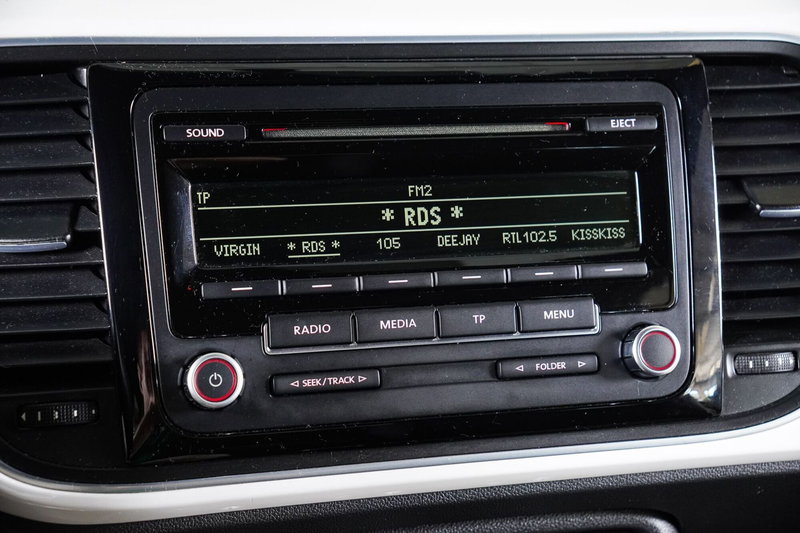 SOUND EJECT
TP FM2
* RDS *
VIRGIN * RDS * 105 DEEJAY RTL102.5 KISSKISS
RADIO MEDIA TP MENU
SEEK/TRACK FOLDER